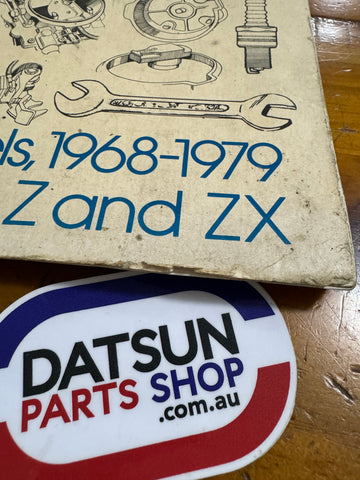 els, 1968-1979
Z and ZX
DATSUN
PARTS SHOP
.com.au